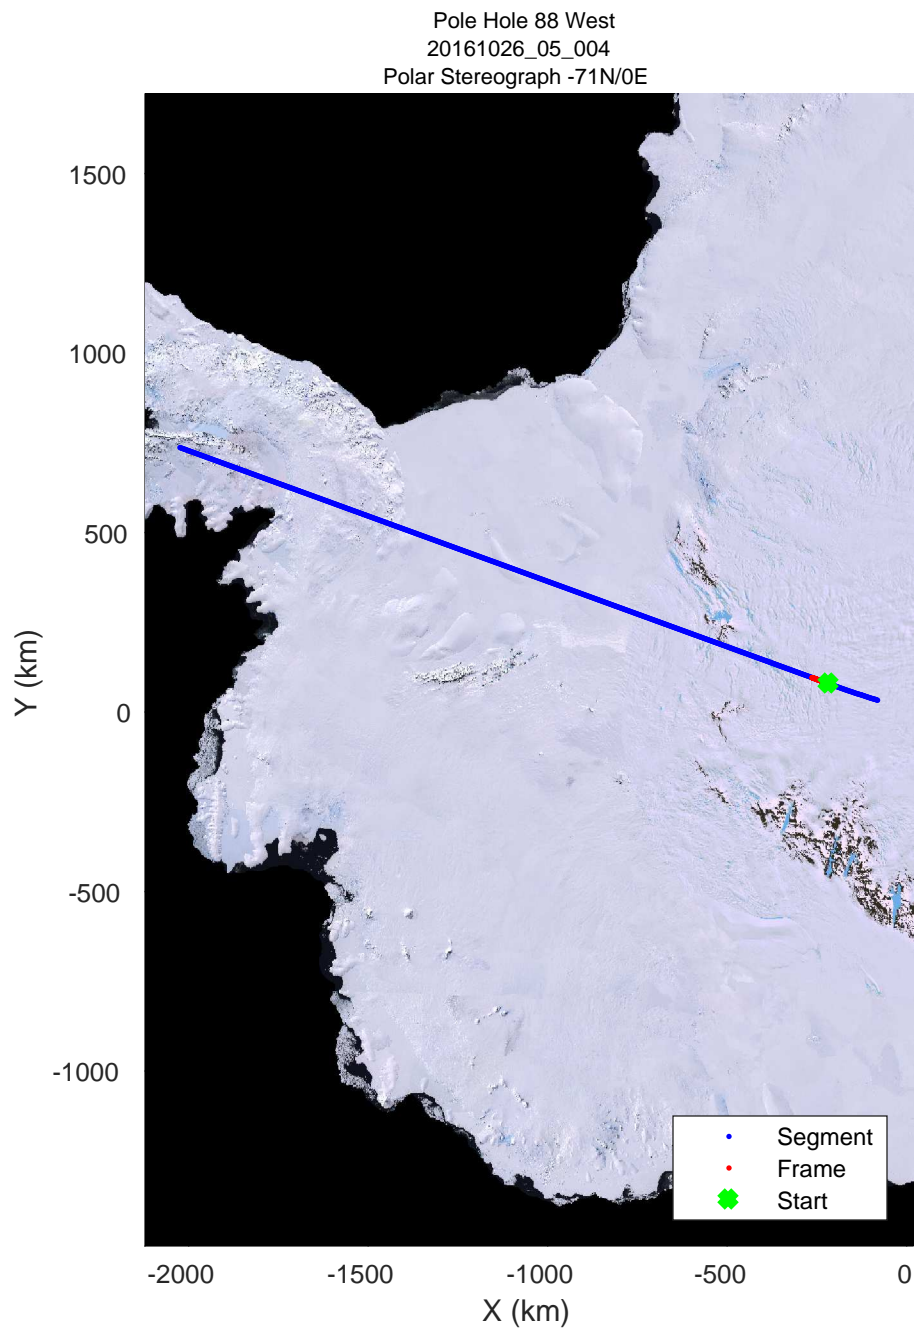 Pole Hole 88 West
20161026_05_004
Polar Stereograph -71N/0E
1500
1000
500
0
-500
-1000
Y (km)
-2000
-1500
-1000
-500
0
X (km)
Segment
Frame
Start